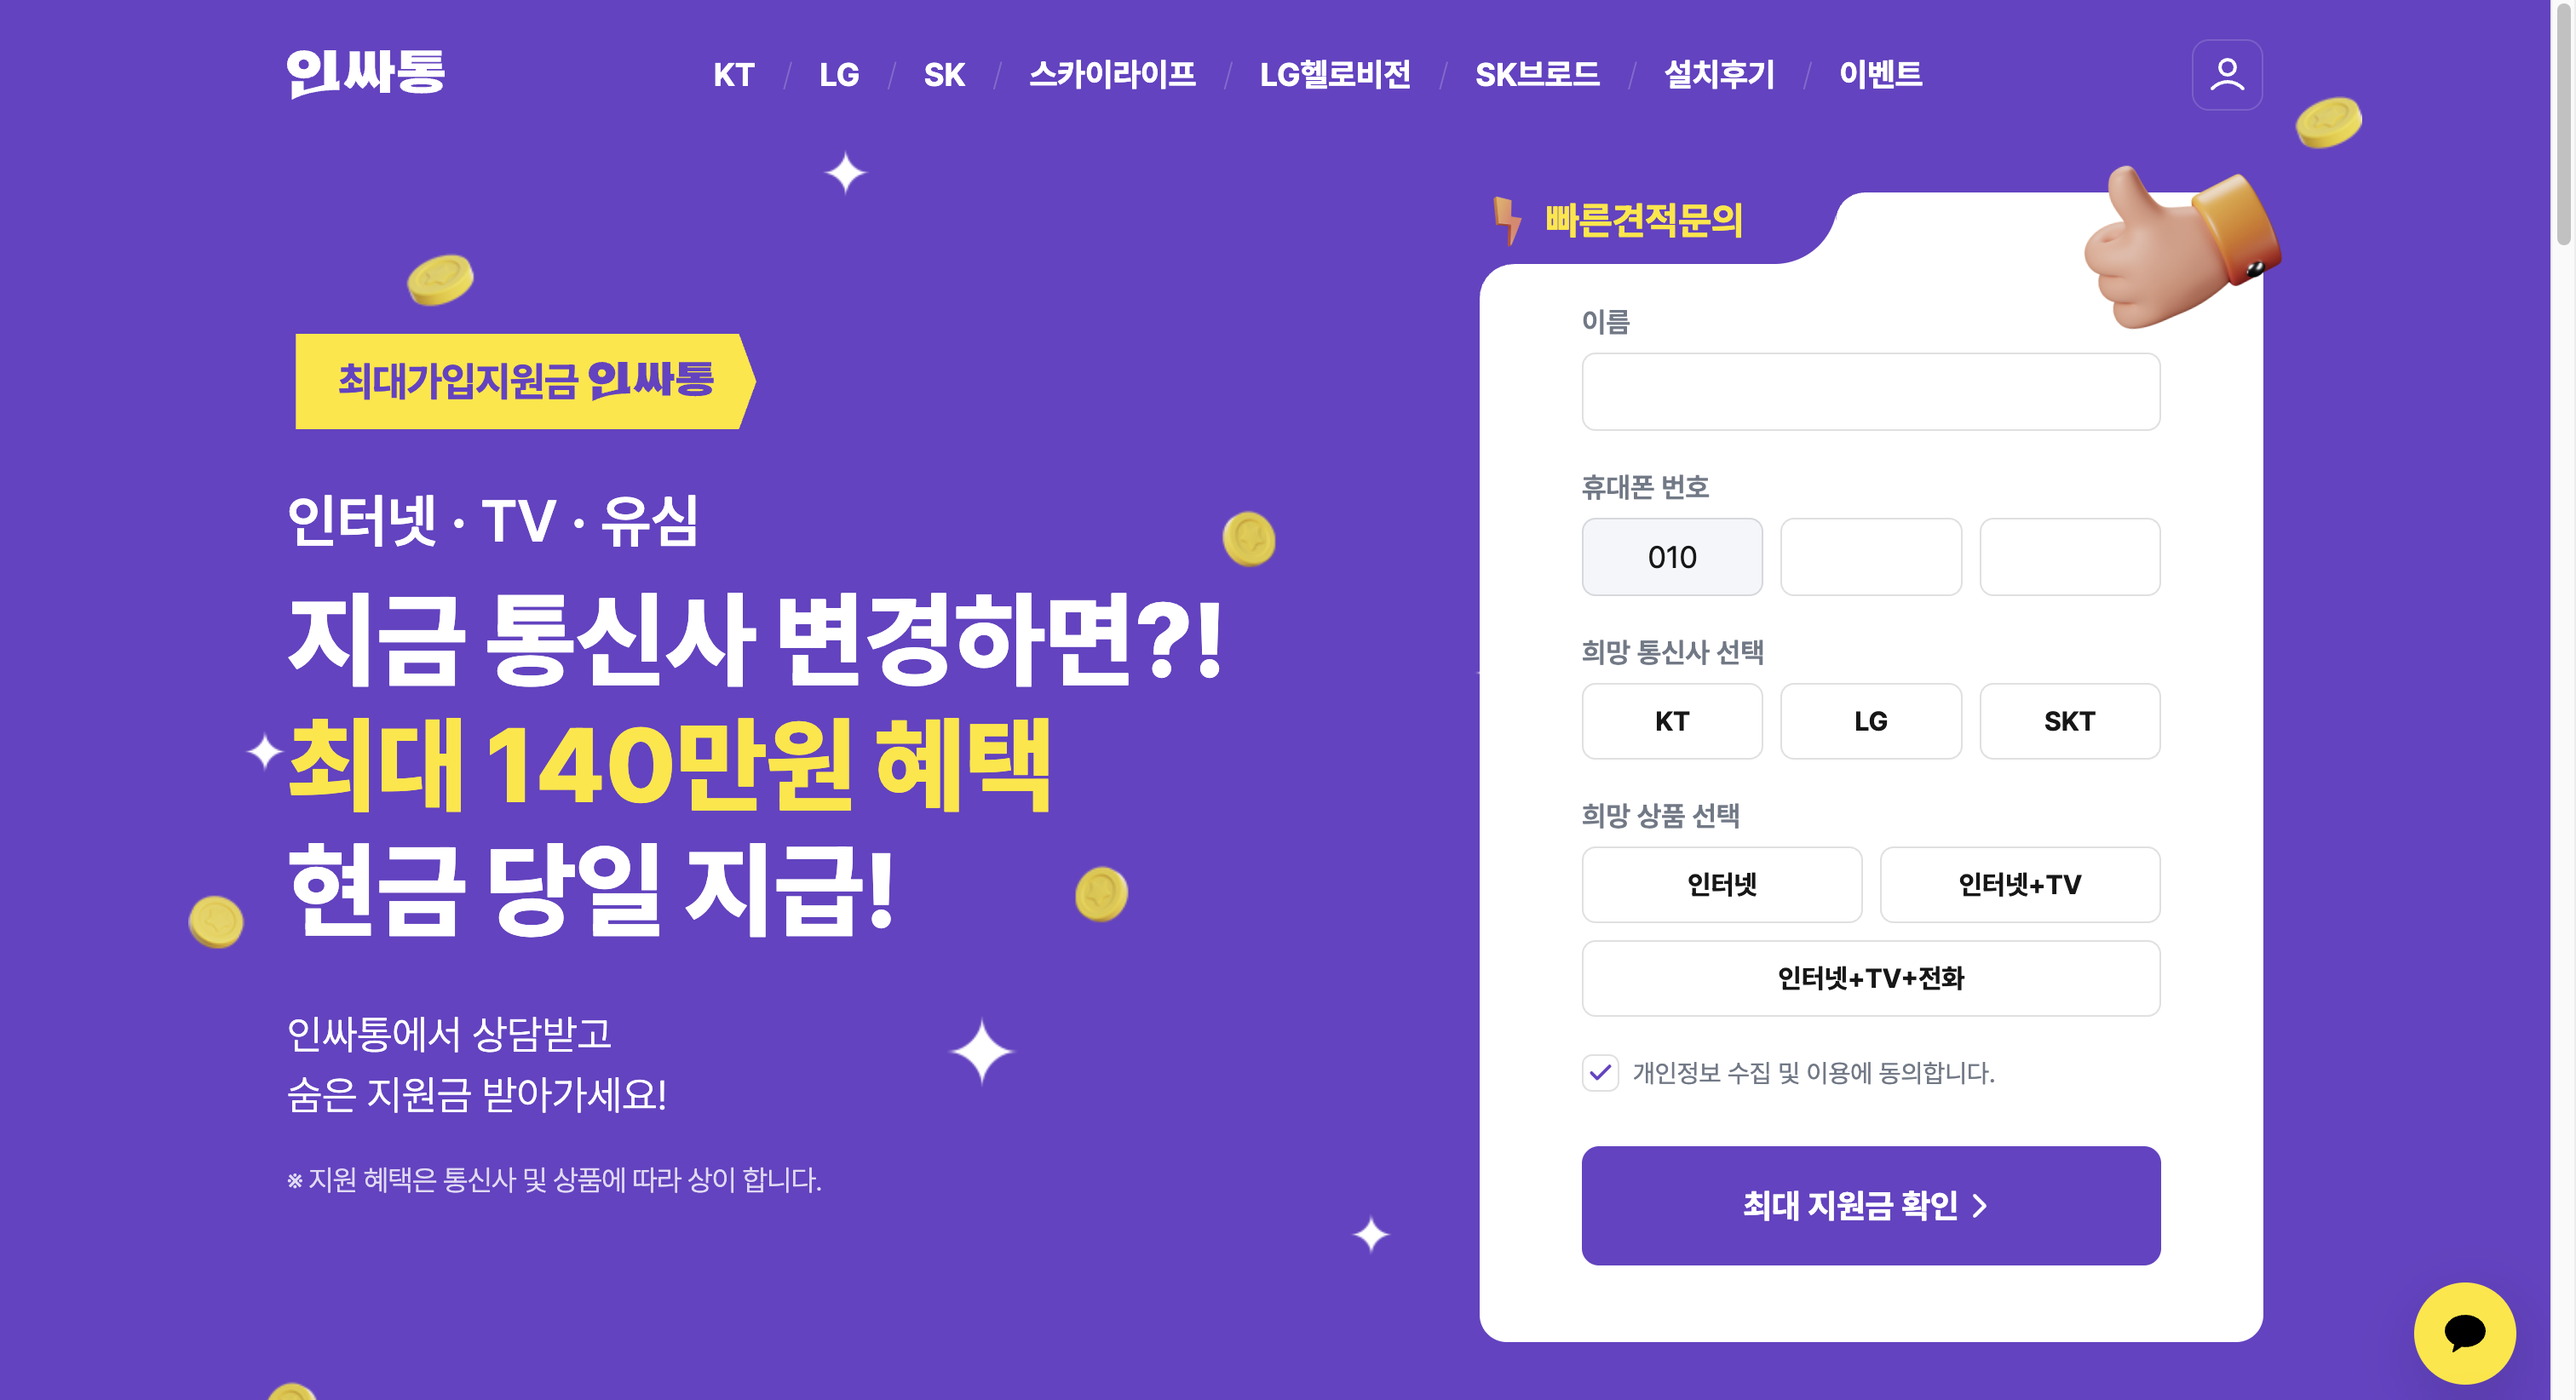 인싸통
KT / LG / SK / 스카이라이프 / LG헬로비전 / SK브로드 / 설치후기 / 이벤트
최대가입지원금 인싸통
인터넷 · TV · 유심
지금 통신사 변경하면?!
최대 140만원 혜택
현금 당일 지급!
인싸통에서 상담받고
숨은 지원금 받아가세요!
※ 지원 혜택은 통신사 및 상품에 따라 상이 합니다.
빠른견적문의
이름
휴대폰 번호
010
희망 통신사 선택
KT LG SKT
희망 상품 선택
인터넷 인터넷+TV
인터넷+TV+전화
개인정보 수집 및 이용에 동의합니다.
최대 지원금 확인 >